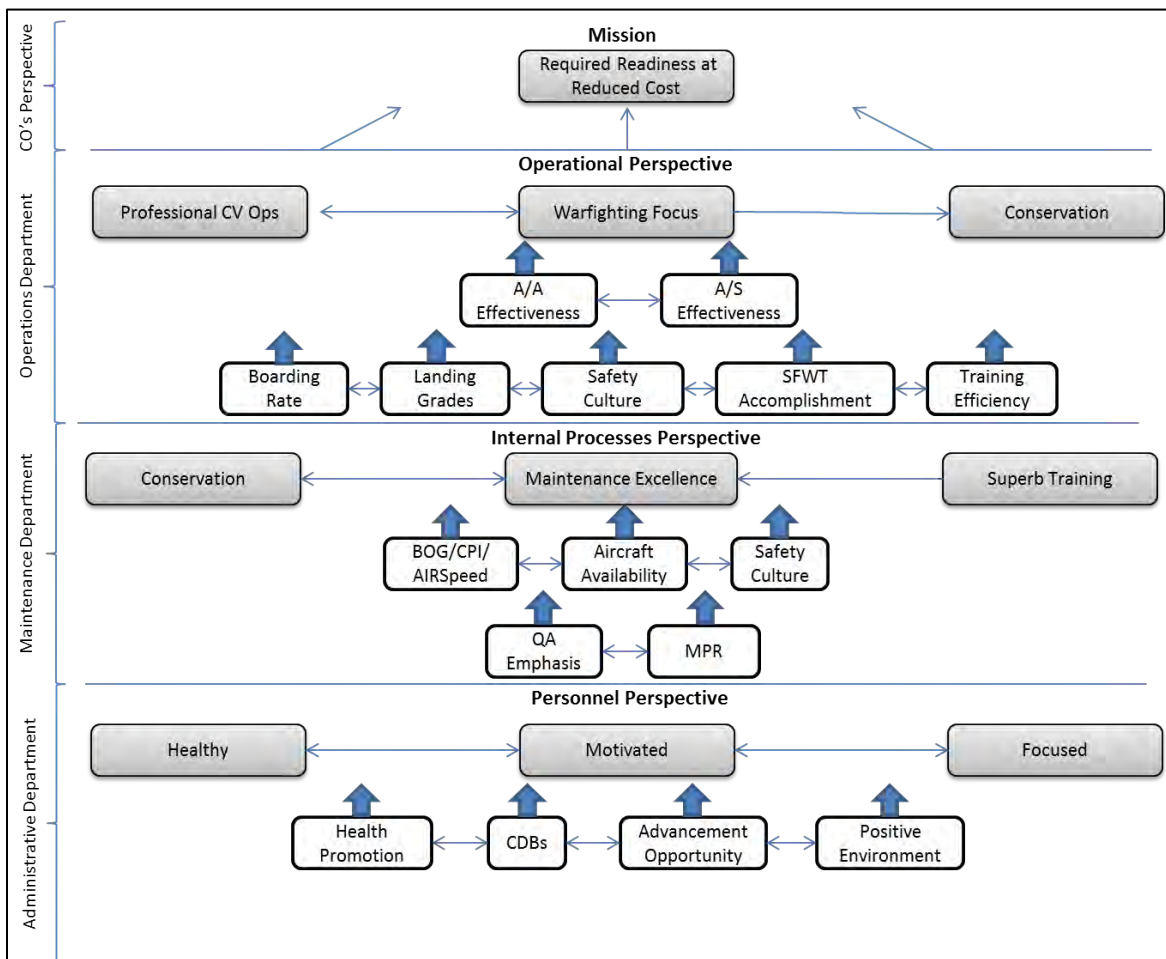 CO's Perspective
Mission
Required Readiness at
Reduced Cost
Operations Department
Operational Perspective
Professional CV Ops
Warfighting Focus
Conservation
A/A
Effectiveness
A/S
Effectiveness
Boarding
Rate
Landing
Grades
Safety
Culture
SFWT
Accomplishment
Training
Efficiency
Maintenance Department
Internal Processes Perspective
Conservation
Maintenance Excellence
Superb Training
BOG/CPI/
AIRSpeed
Aircraft
Availability
Safety
Culture
QA
Emphasis
MPR
Administrative Department
Personnel Perspective
Healthy
Motivated
Focused
Health
Promotion
CDBs
Advancement
Opportunity
Positive
Environment